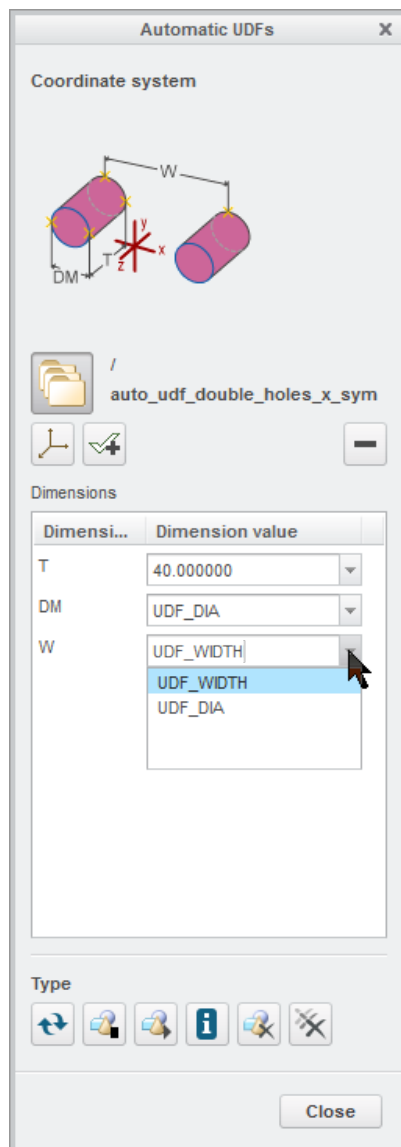 Automatic UDFs
Coordinate system
W
y
x
z
T
DM
/
auto_udf_double_holes_x_sym
Dimensions
Dimensi... Dimension value
T 40.000000
DM UDF_DIA
W UDF_WIDTH
UDF_WIDTH
UDF_DIA
Type
Close